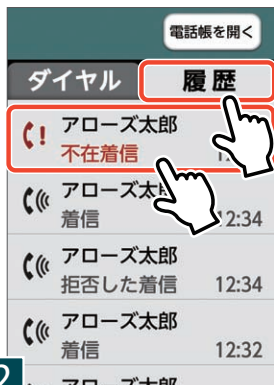 電話帳を開く
ダイヤル
履歴
アローズ太郎
不在着信
アローズ太郎
着信
12:34
アローズ太郎
拒否した着信
12:34
アローズ太郎
着信
12:32
2